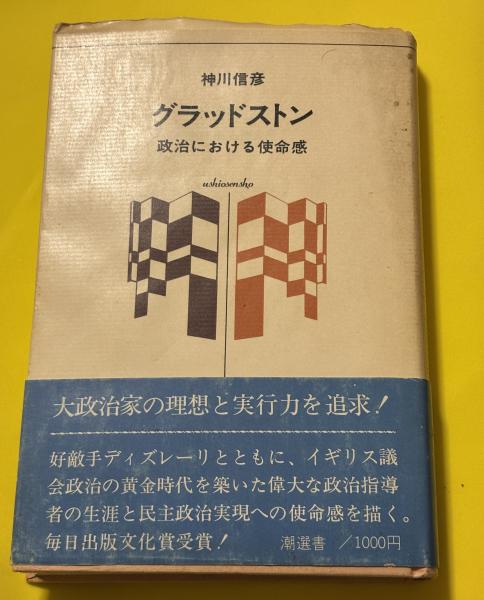 神川信彦
グラッドストン
政治における使命感
ushiosensho
大政治家の理想と実行力を追求!
好敵手ディズレーリとともに、イギリス議
会政治の黄金時代を築いた偉大な政治指導
者の生涯と民主政治実現への使命感を描く。
毎日出版文化賞受賞! 潮選書 /1000円